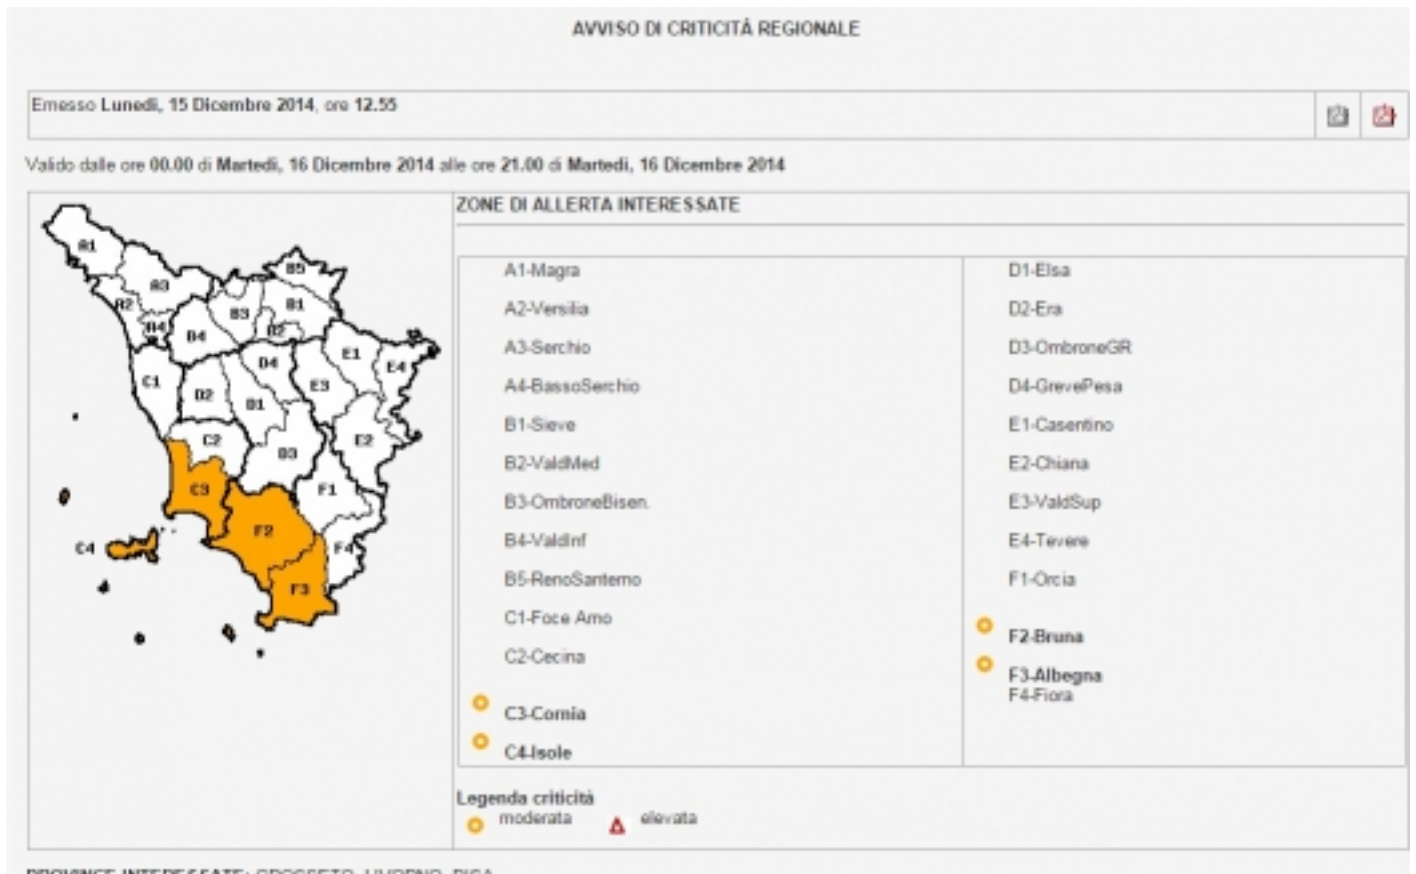 AVVISO DI CRITICITÁ REGIONALE
Emesso Lunedì, 15 Dicembre 2014, ore 12.55
Valido dalle ore 00.00 di Martedì, 16 Dicembre 2014 alle ore 21.00 di Martedì, 16 Dicembre 2014
ZONE DI ALLERTA INTERESSATE
A1-Magra
A2-Versilia
A3-Serchio
A4-BassoSerchio
B1-Sieve
B2-ValdMed
B3-OmbroneBisen.
B4-ValdInf
B5-RenoSanterno
C1-Foce Arno
C2-Cecina
C3-Cornia
C4-Isole
D1-Elsa
D2-Era
D3-OmbroneGR
D4-GrevePesa
E1-Casentino
E2-Chiana
E3-ValdSup
E4-Tevere
F1-Orcia
F2-Bruna
F3-Albegna
F4-Fiora
A1
B5
A3
A2
B3
B1
B2
A4
B4
E1
D4
E4
C1
E3
D2
D1
C2
E2
D3
C3
F1
F2
C4
F4
F3
Legenda criticità
moderata
elevata
PROVINCE INTERESSATE: GROSSETO, LIVORNO, PISA